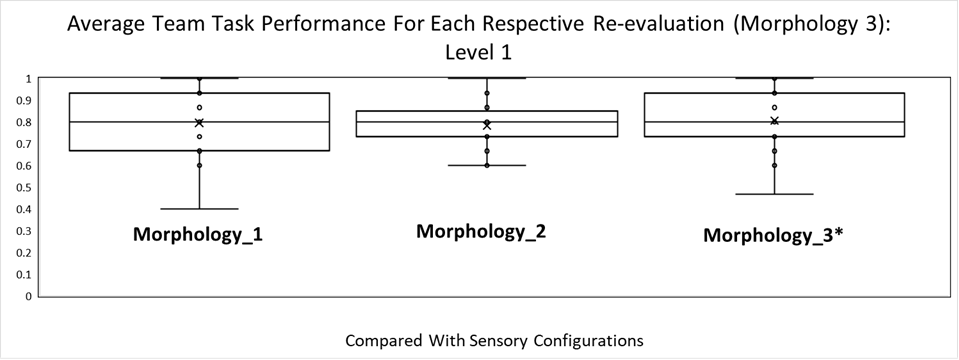 Average Team Task Performance For Each Respective Re-evaluation (Morphology 3):
Level 1
1
0.9
0.8
0.7
0.6
0.5
0.4
0.3
0.2
0.1
0
Morphology_1
Morphology_2
Morphology_3*
Compared With Sensory Configurations